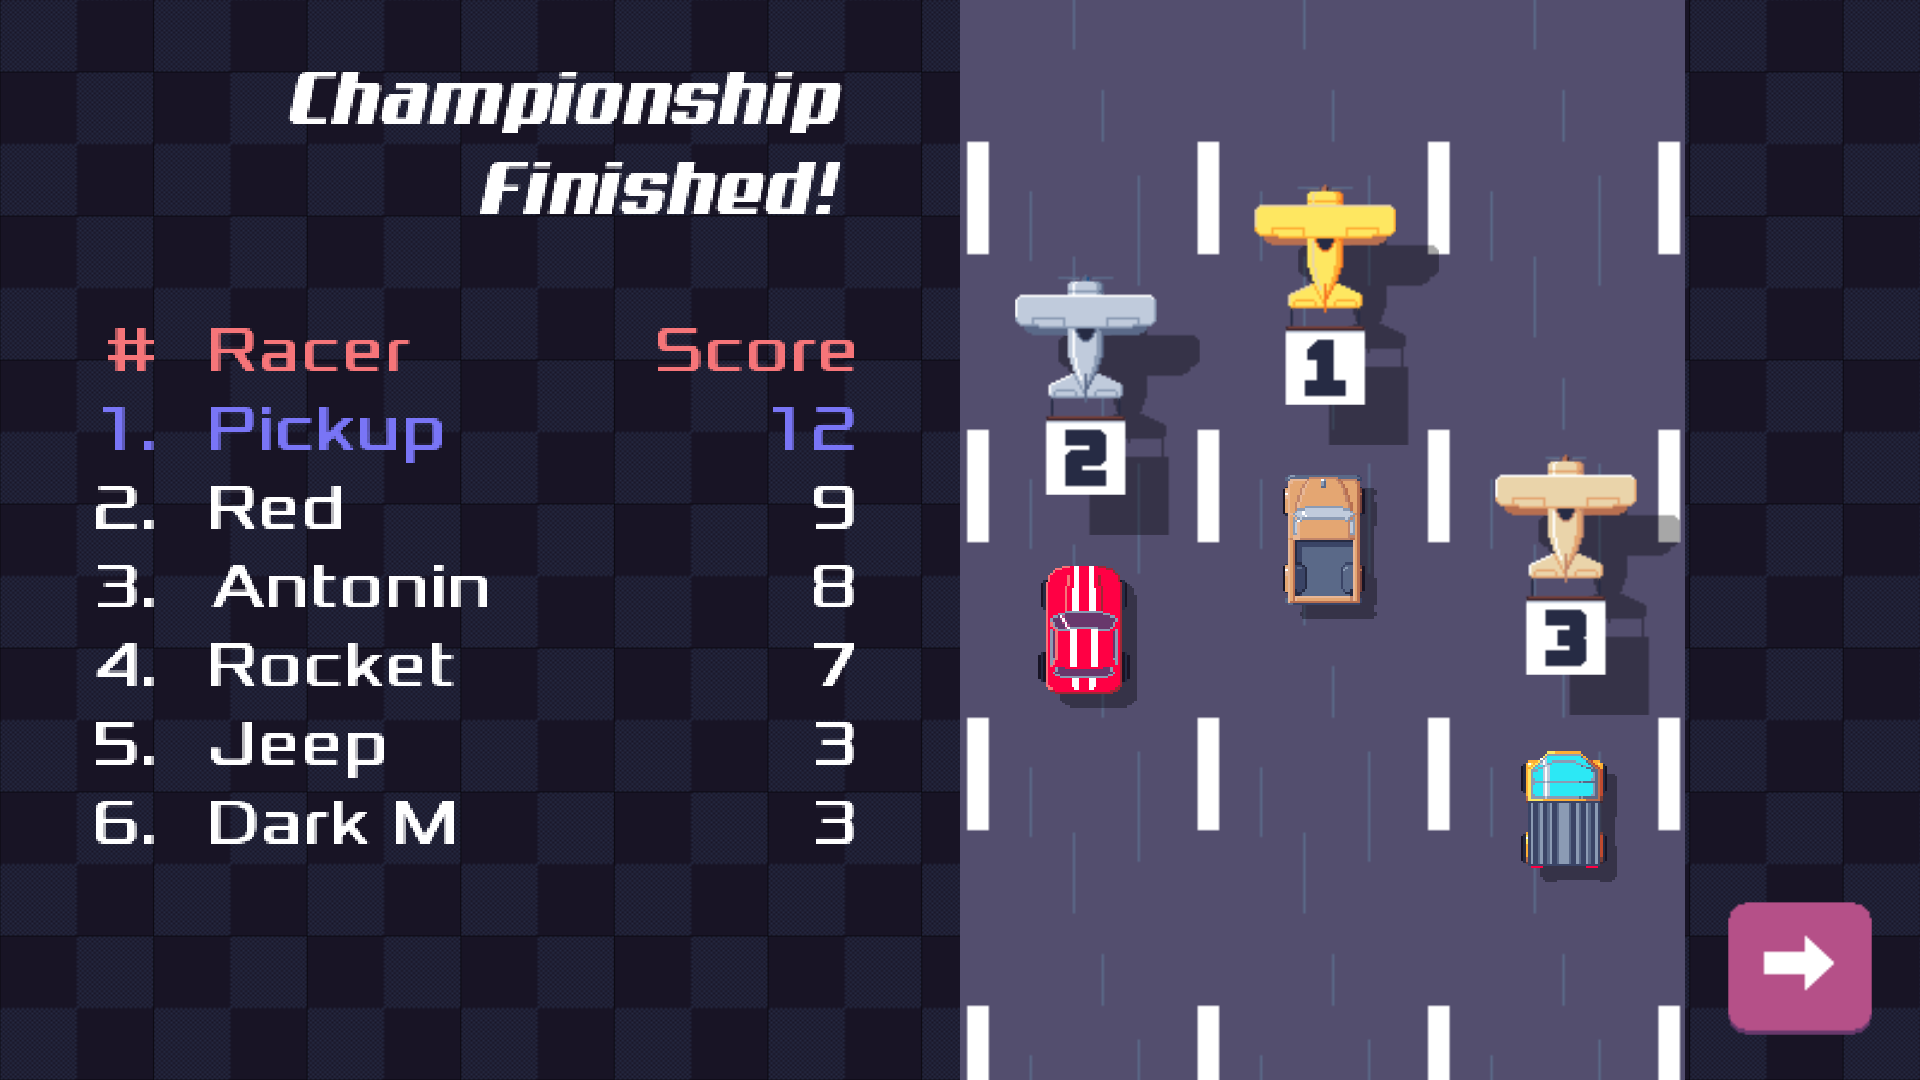 Championship
Finished!
# Racer Score
1. Pickup 12
2. Red 9
3. Antonin 8
4. Rocket 7
5. Jeep 3
6. Dark M 3
1
2
3